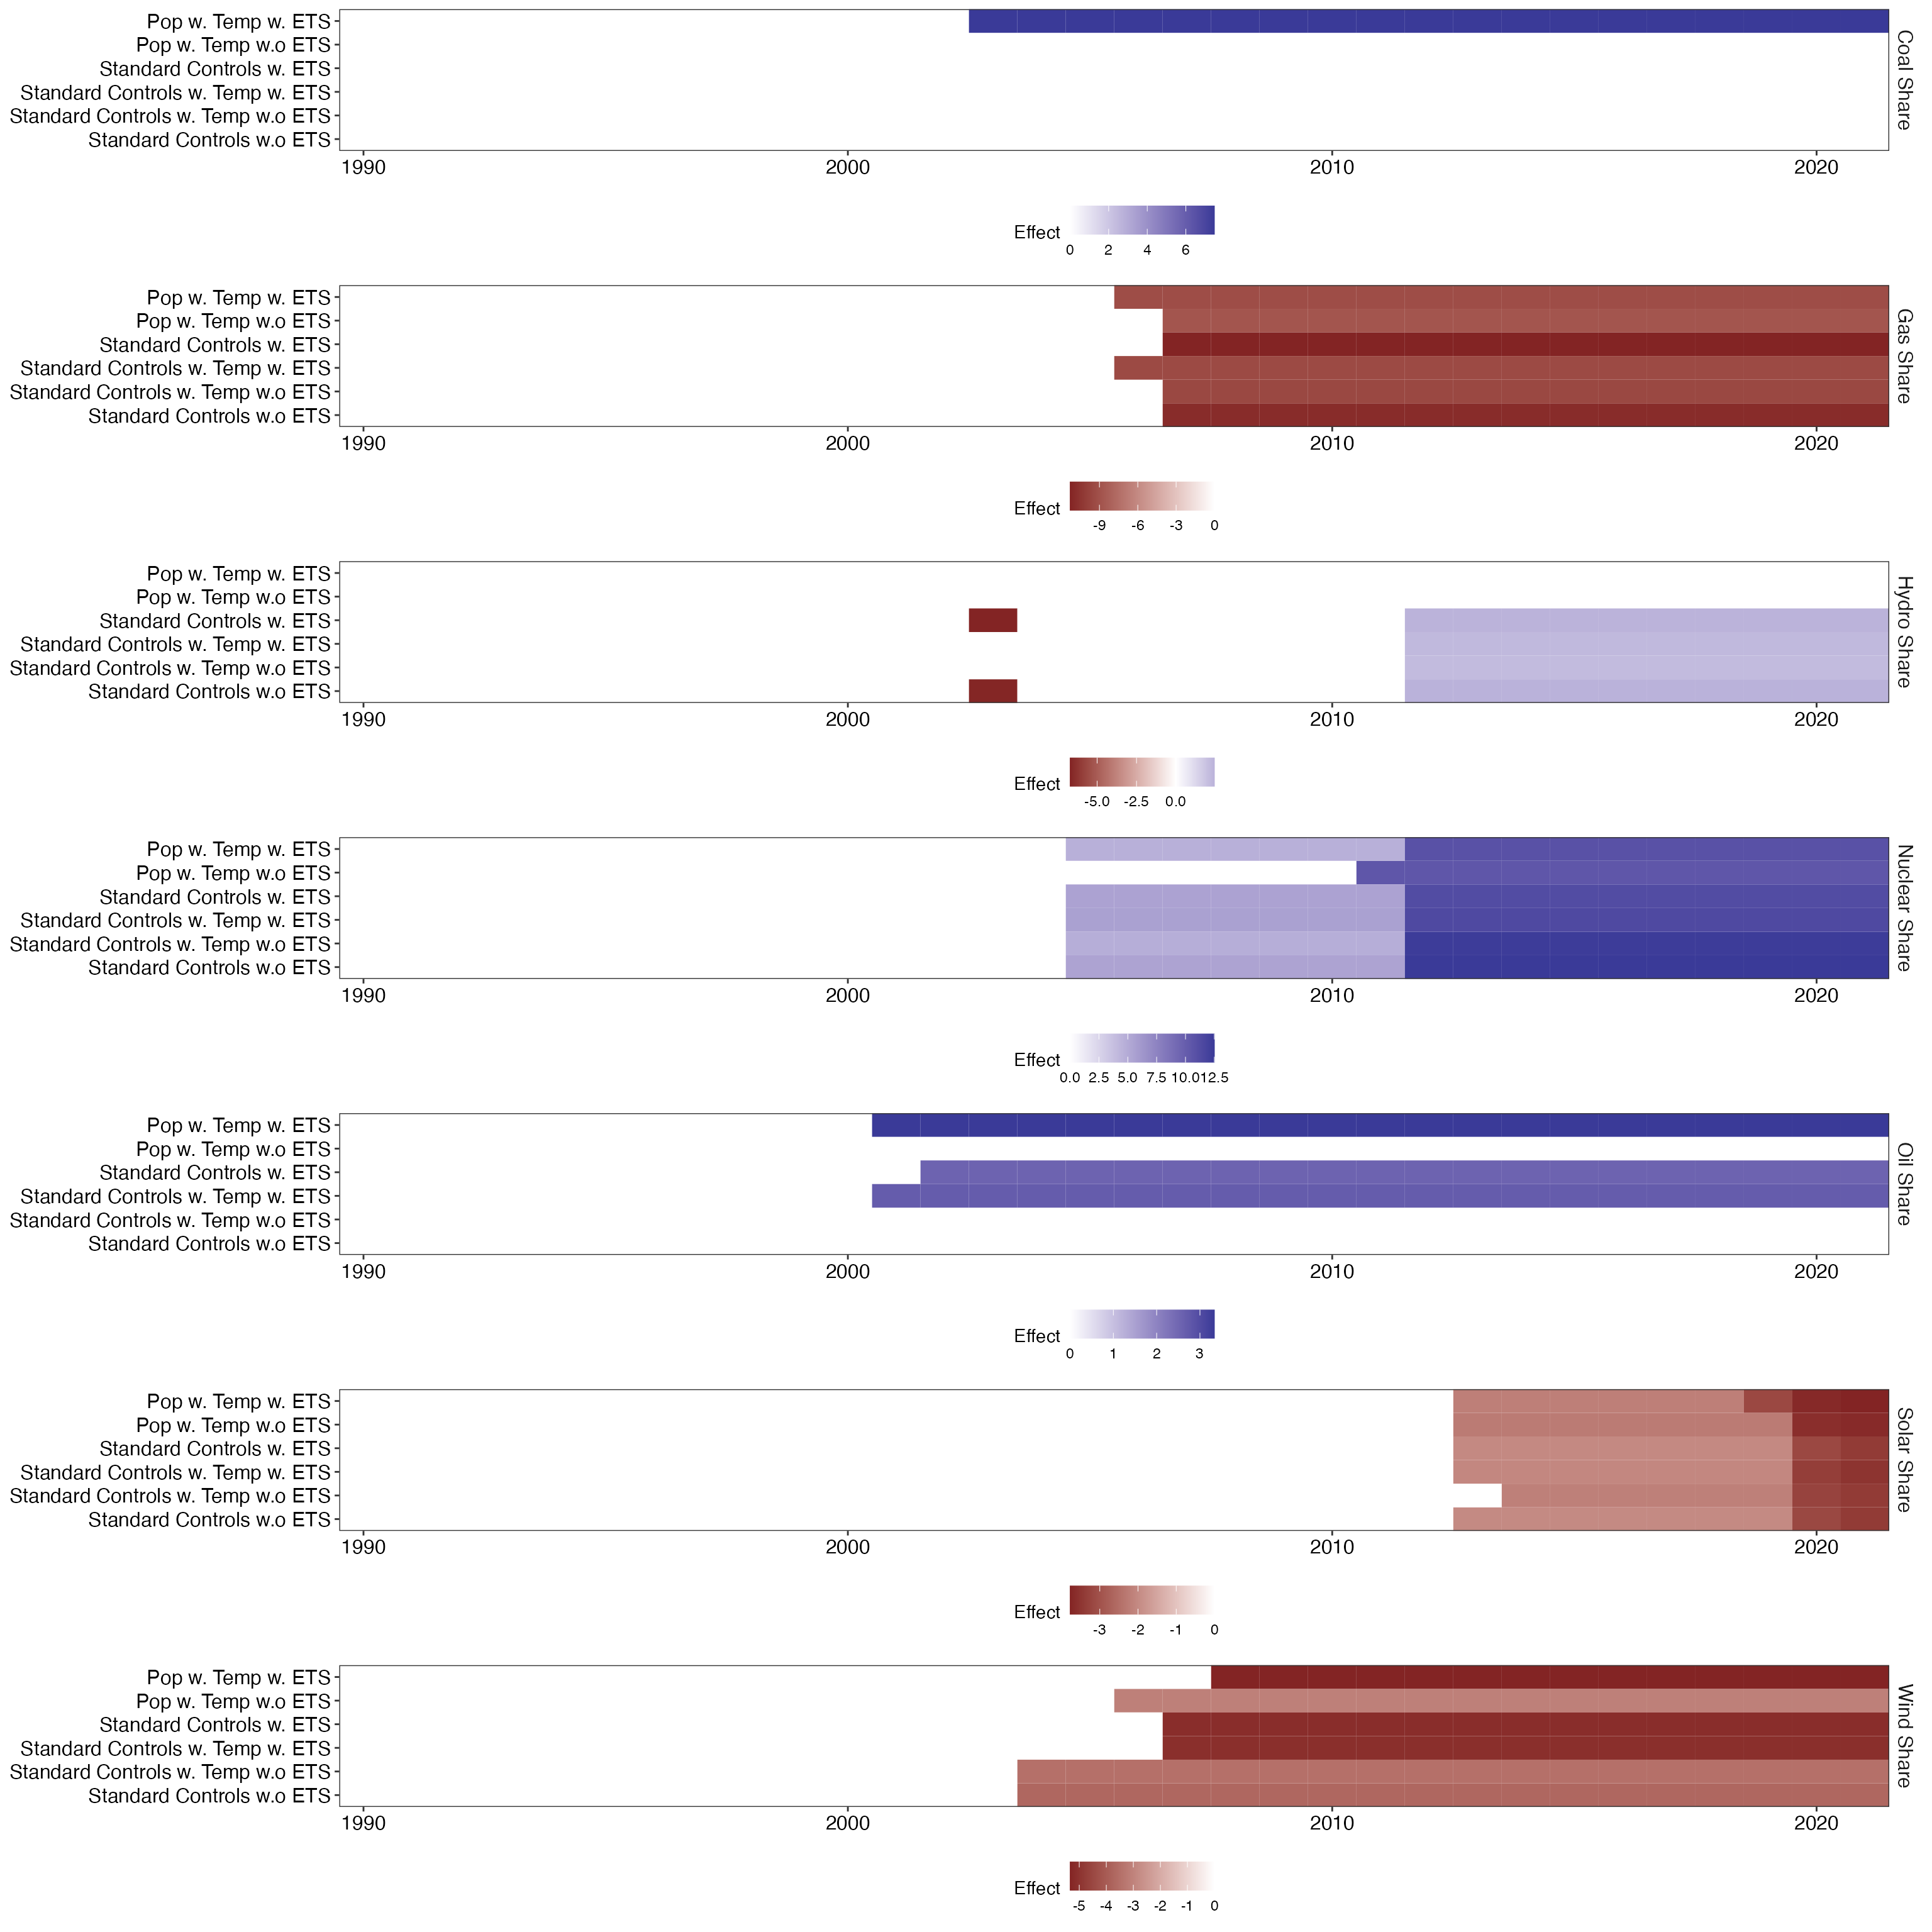 Pop w. Temp w. ETS
Pop w. Temp w.o ETS
Standard Controls w. ETS
Standard Controls w. Temp w. ETS
Standard Controls w. Temp w.o ETS
Standard Controls w.o ETS
Coal Share
1990 2000 2010 2020
Effect
0 2 4 6
Pop w. Temp w. ETS
Pop w. Temp w.o ETS
Standard Controls w. ETS
Standard Controls w. Temp w. ETS
Standard Controls w. Temp w.o ETS
Standard Controls w.o ETS
Gas Share
1990 2000 2010 2020
Effect
-9 -6 -3 0
Pop w. Temp w. ETS
Pop w. Temp w.o ETS
Standard Controls w. ETS
Standard Controls w. Temp w. ETS
Standard Controls w. Temp w.o ETS
Standard Controls w.o ETS
Hydro Share
1990 2000 2010 2020
Effect
-5.0 -2.5 0.0
Pop w. Temp w. ETS
Pop w. Temp w.o ETS
Standard Controls w. ETS
Standard Controls w. Temp w. ETS
Standard Controls w. Temp w.o ETS
Standard Controls w.o ETS
Nuclear Share
1990 2000 2010 2020
Effect
0.0 2.5 5.0 7.5 10.0 12.5
Pop w. Temp w. ETS
Pop w. Temp w.o ETS
Standard Controls w. ETS
Standard Controls w. Temp w. ETS
Standard Controls w. Temp w.o ETS
Standard Controls w.o ETS
Oil Share
1990 2000 2010 2020
Effect
0 1 2 3
Pop w. Temp w. ETS
Pop w. Temp w.o ETS
Standard Controls w. ETS
Standard Controls w. Temp w. ETS
Standard Controls w. Temp w.o ETS
Standard Controls w.o ETS
Solar Share
1990 2000 2010 2020
Effect
-3 -2 -1 0
Pop w. Temp w. ETS
Pop w. Temp w.o ETS
Standard Controls w. ETS
Standard Controls w. Temp w. ETS
Standard Controls w. Temp w.o ETS
Standard Controls w.o ETS
Wind Share
1990 2000 2010 2020
Effect
-5 -4 -3 -2 -1 0